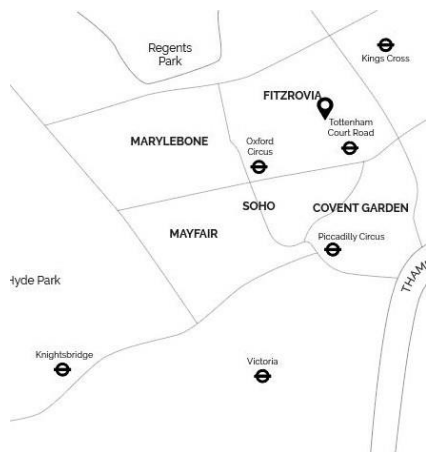 Regents
Park
Kings Cross
FITZROVIA
Tottenham
Court Road
MARYLEBONE
Oxford
Circus
SOHO
COVENT GARDEN
MAYFAIR
Piccadilly Circus
Hyde Park
THAM
Knightsbridge
Victoria